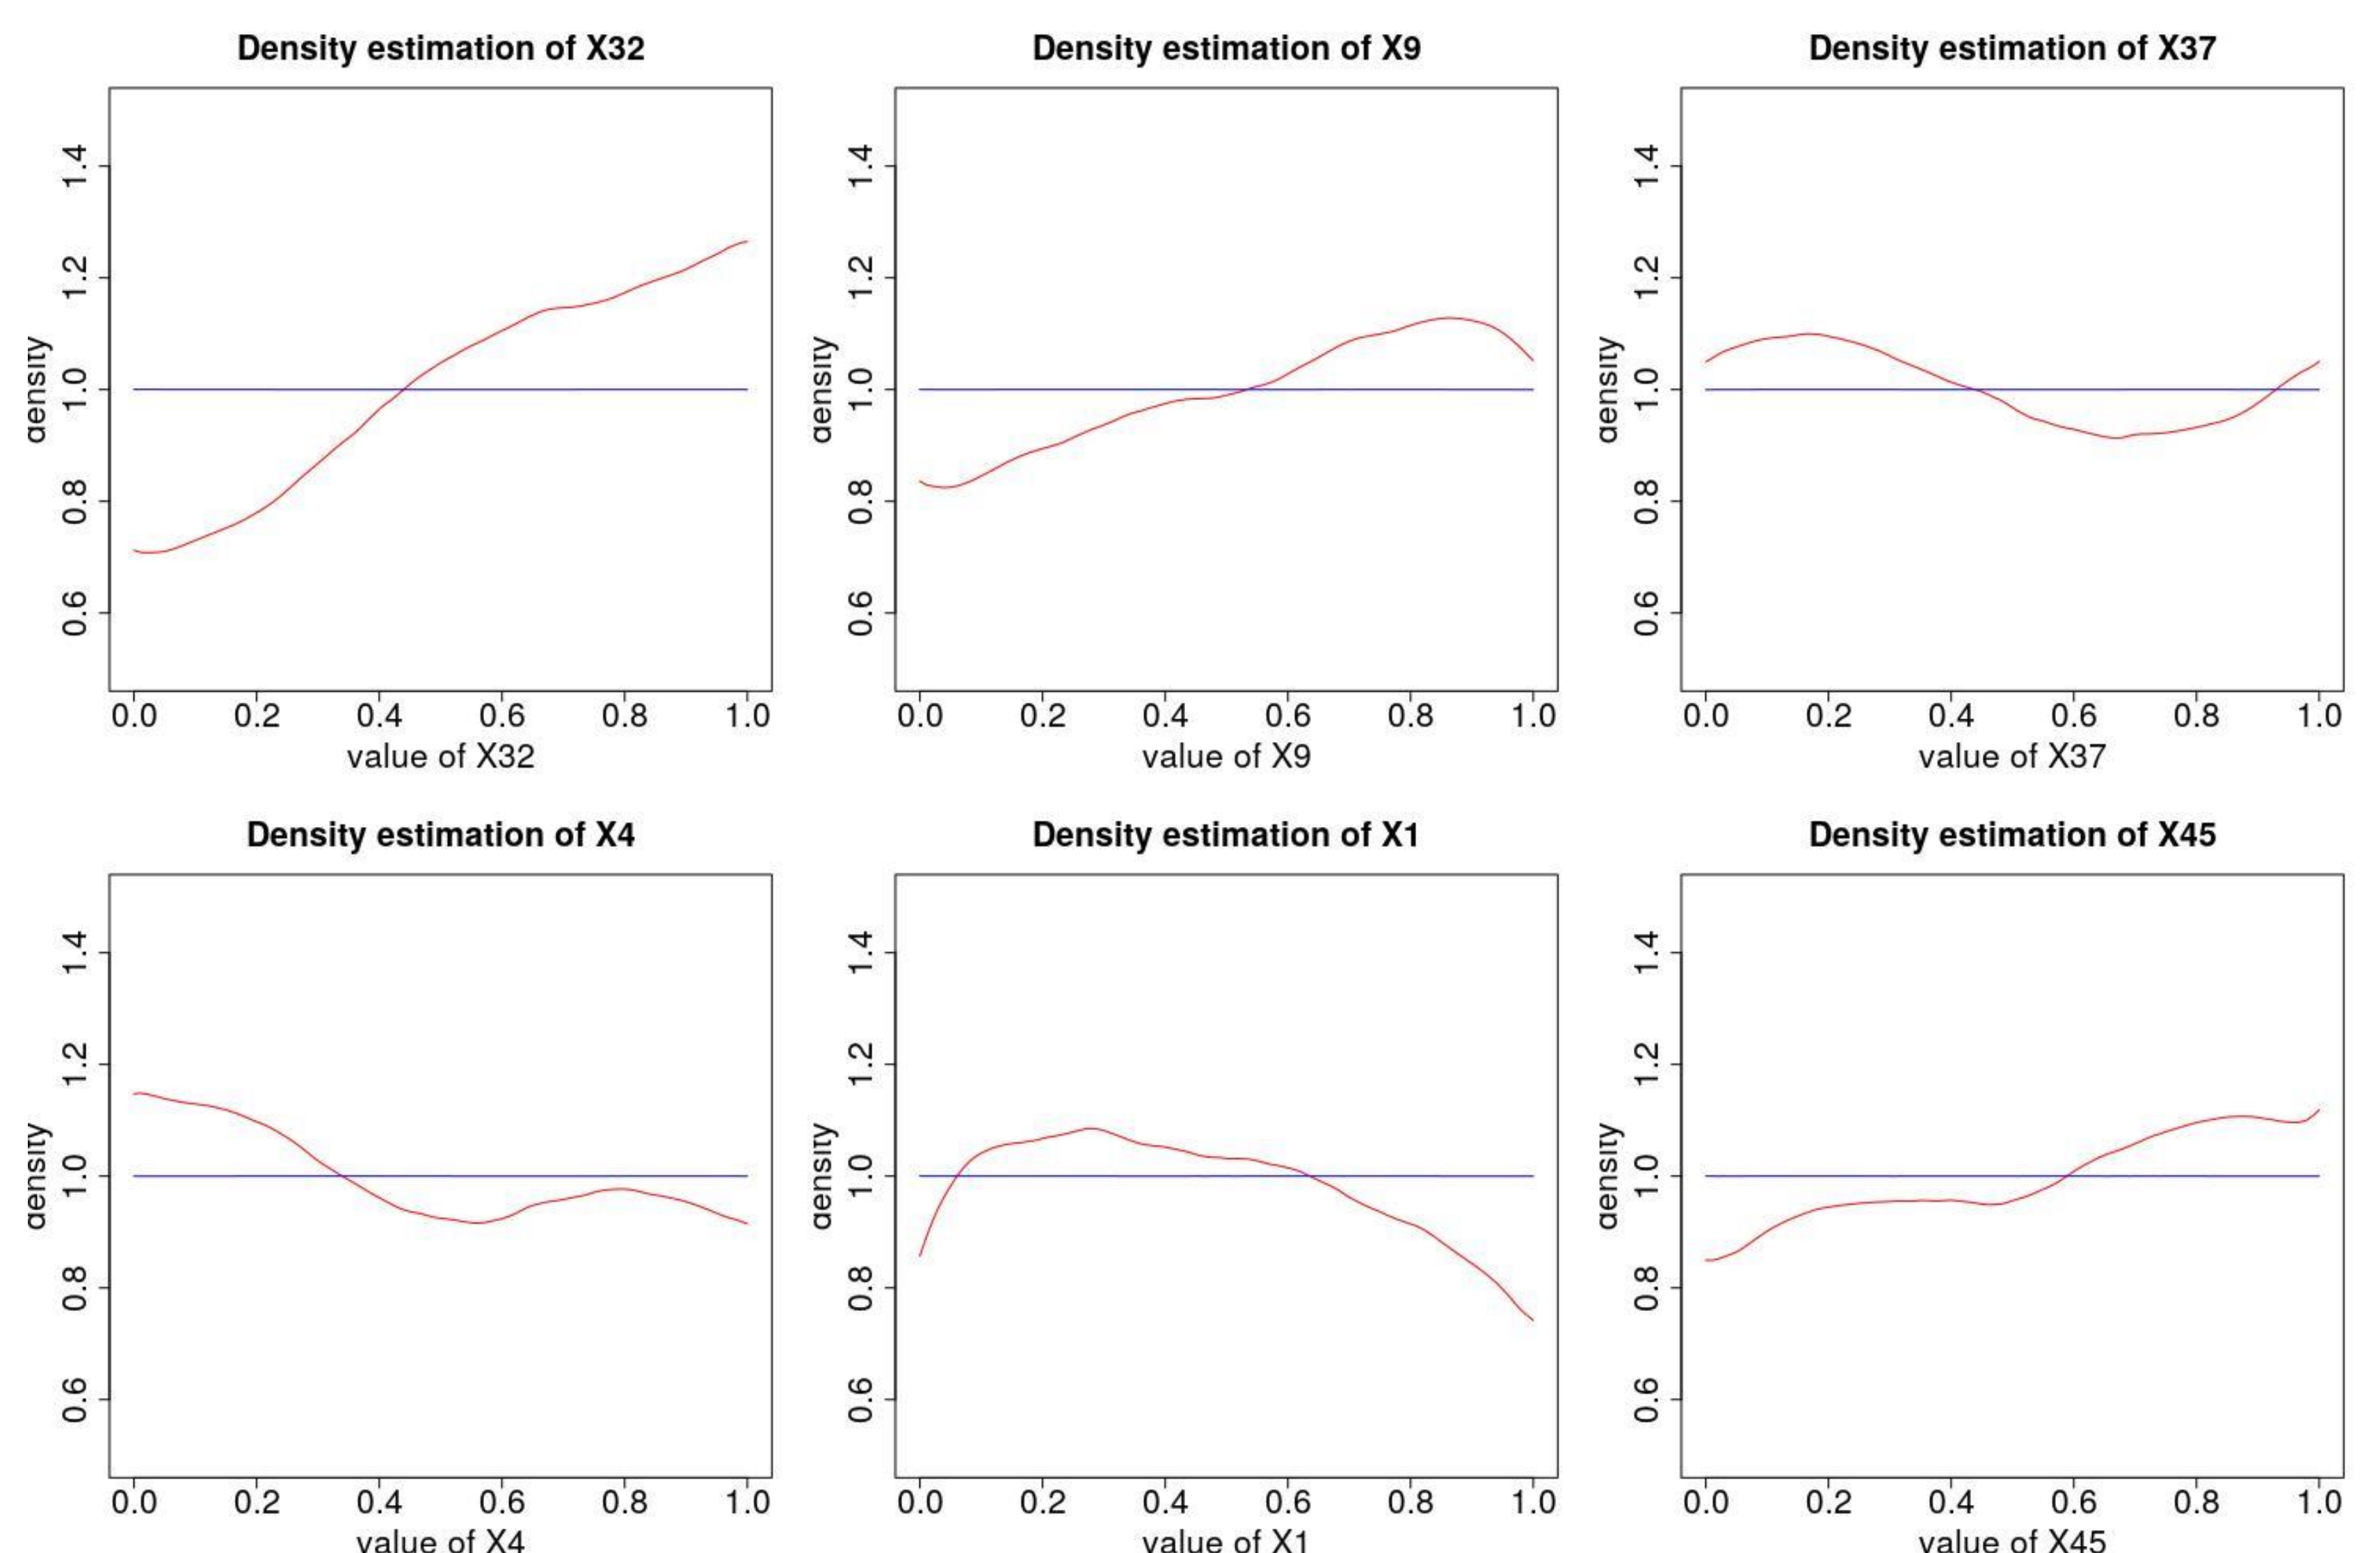 Density estimation of X32
Density estimation of X9
Density estimation of X37
density
1.4
1.2
1.0
0.8
0.6
0.0 0.2 0.4 0.6 0.8 1.0
value of X32
density
1.4
1.2
1.0
0.8
0.6
0.0 0.2 0.4 0.6 0.8 1.0
value of X9
density
1.4
1.2
1.0
0.8
0.6
0.0 0.2 0.4 0.6 0.8 1.0
value of X37
Density estimation of X4
Density estimation of X1
Density estimation of X45
density
1.4
1.2
1.0
0.8
0.6
0.0 0.2 0.4 0.6 0.8 1.0
value of X4
density
1.4
1.2
1.0
0.8
0.6
0.0 0.2 0.4 0.6 0.8 1.0
value of X1
density
1.4
1.2
1.0
0.8
0.6
0.0 0.2 0.4 0.6 0.8 1.0
value of X45